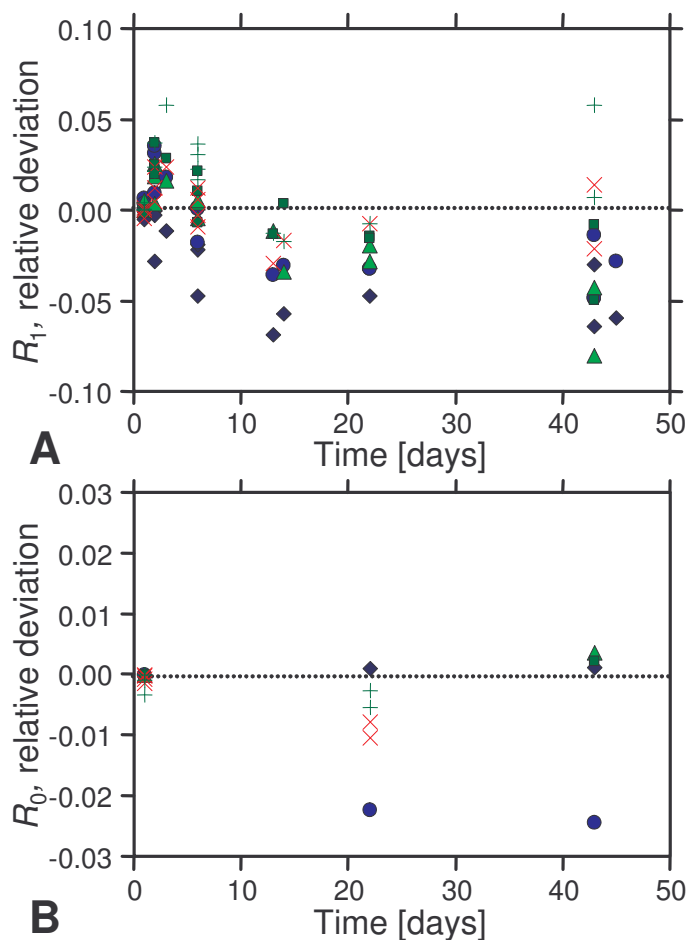 0.10
0.05
0.00
-0.05
-0.10
R1, relative deviation
0 10 20 30 40 50
A
Time [days]
0.03
0.02
0.01
0.00
-0.01
-0.02
-0.03
R0, relative deviation
0 10 20 30 40 50
B
Time [days]